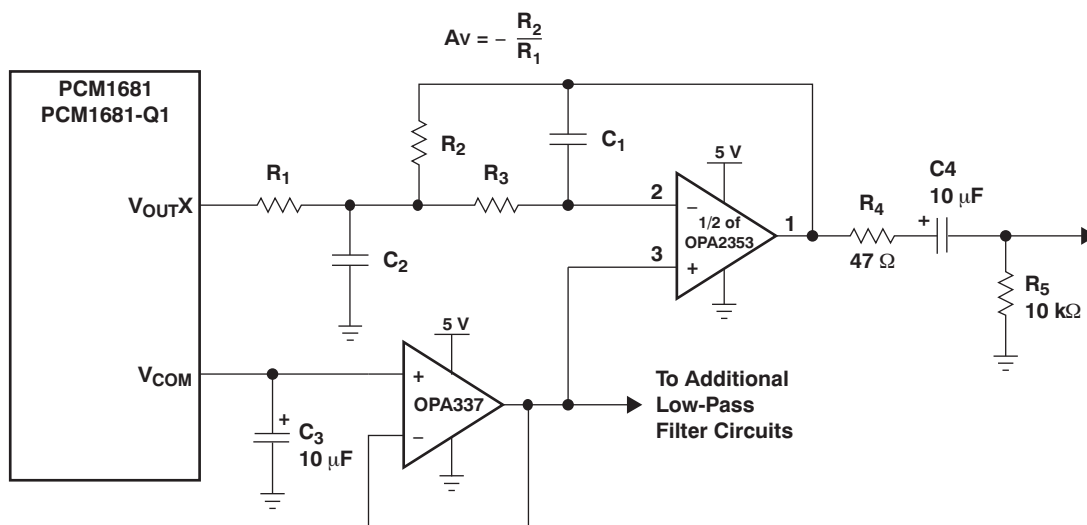 Av = – R2
R1
PCM1681
PCM1681-Q1
R2
C1
R1
R3
5 V
C4
10 μF
VOUTX
2
–
1/2 of
OPA2353
1
R4
+
47 Ω
C2
3
+
R5
10 kΩ
5 V
VCOM
+
OPA337
–
To Additional
Low-Pass
Filter Circuits
+
C3
10 μF